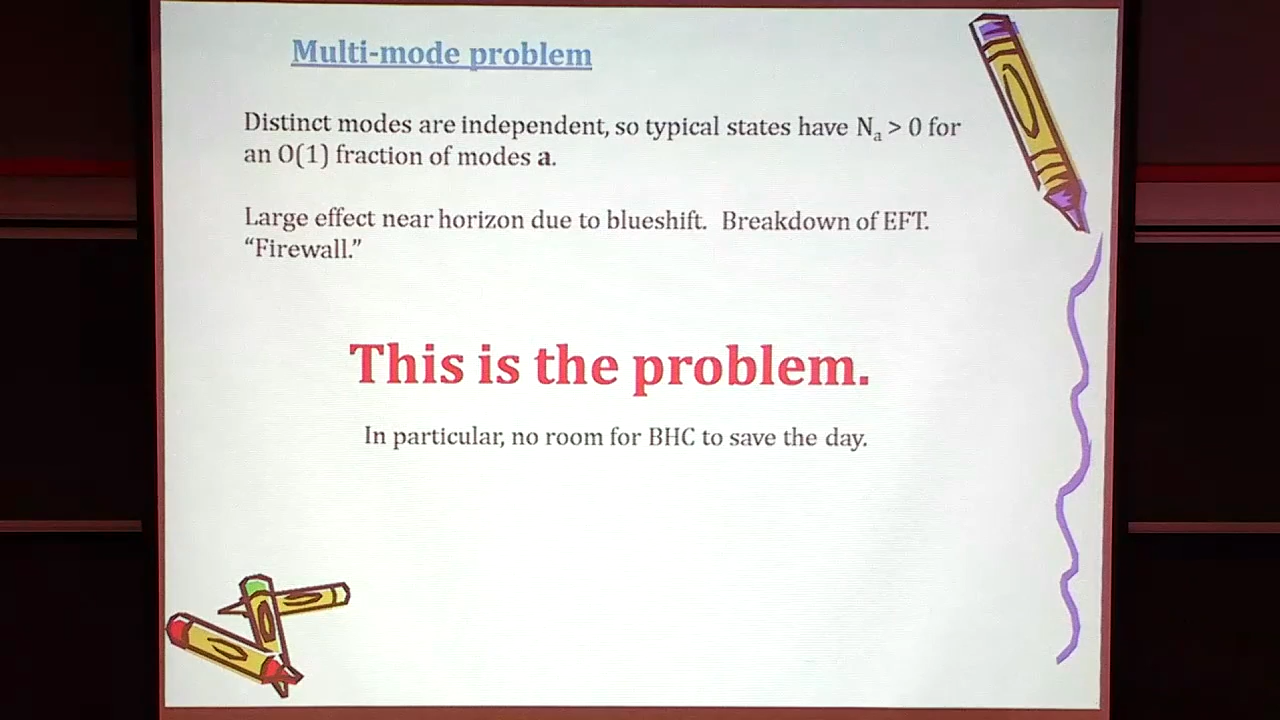 Multi-mode problem
Distinct modes are independent, so typical states have Nₐ > 0 for
an O(1) fraction of modes a.
Large effect near horizon due to blueshift. Breakdown of EFT.
“Firewall.”
This is the problem.
In particular, no room for BHC to save the day.